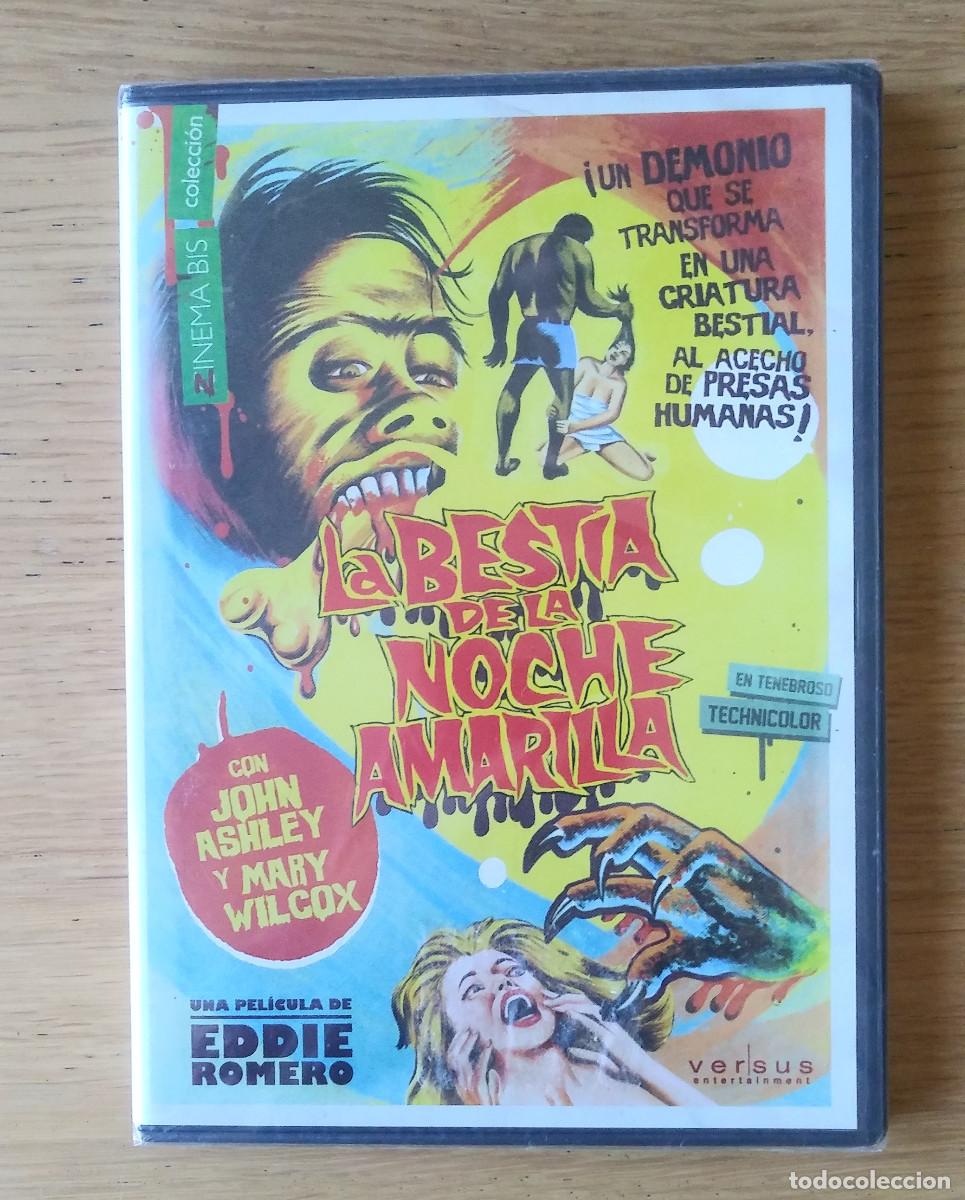 colección
ZINEMA BIS
¡UN DEMONIO
QUE SE
TRANSFORMA
EN UNA
CRIATURA
BESTIAL,
AL ACECHO
DE PRESAS
HUMANAS!
La BESTIA
DE LA
NOCHE
AMARILLA
EN TENEBROSO
TECHNICOLOR
CON
JOHN
ASHLEY
Y MARY
WILCOX
UNA PELÍCULA DE
EDDIE
ROMERO
versus
entertainment
todocoleccion